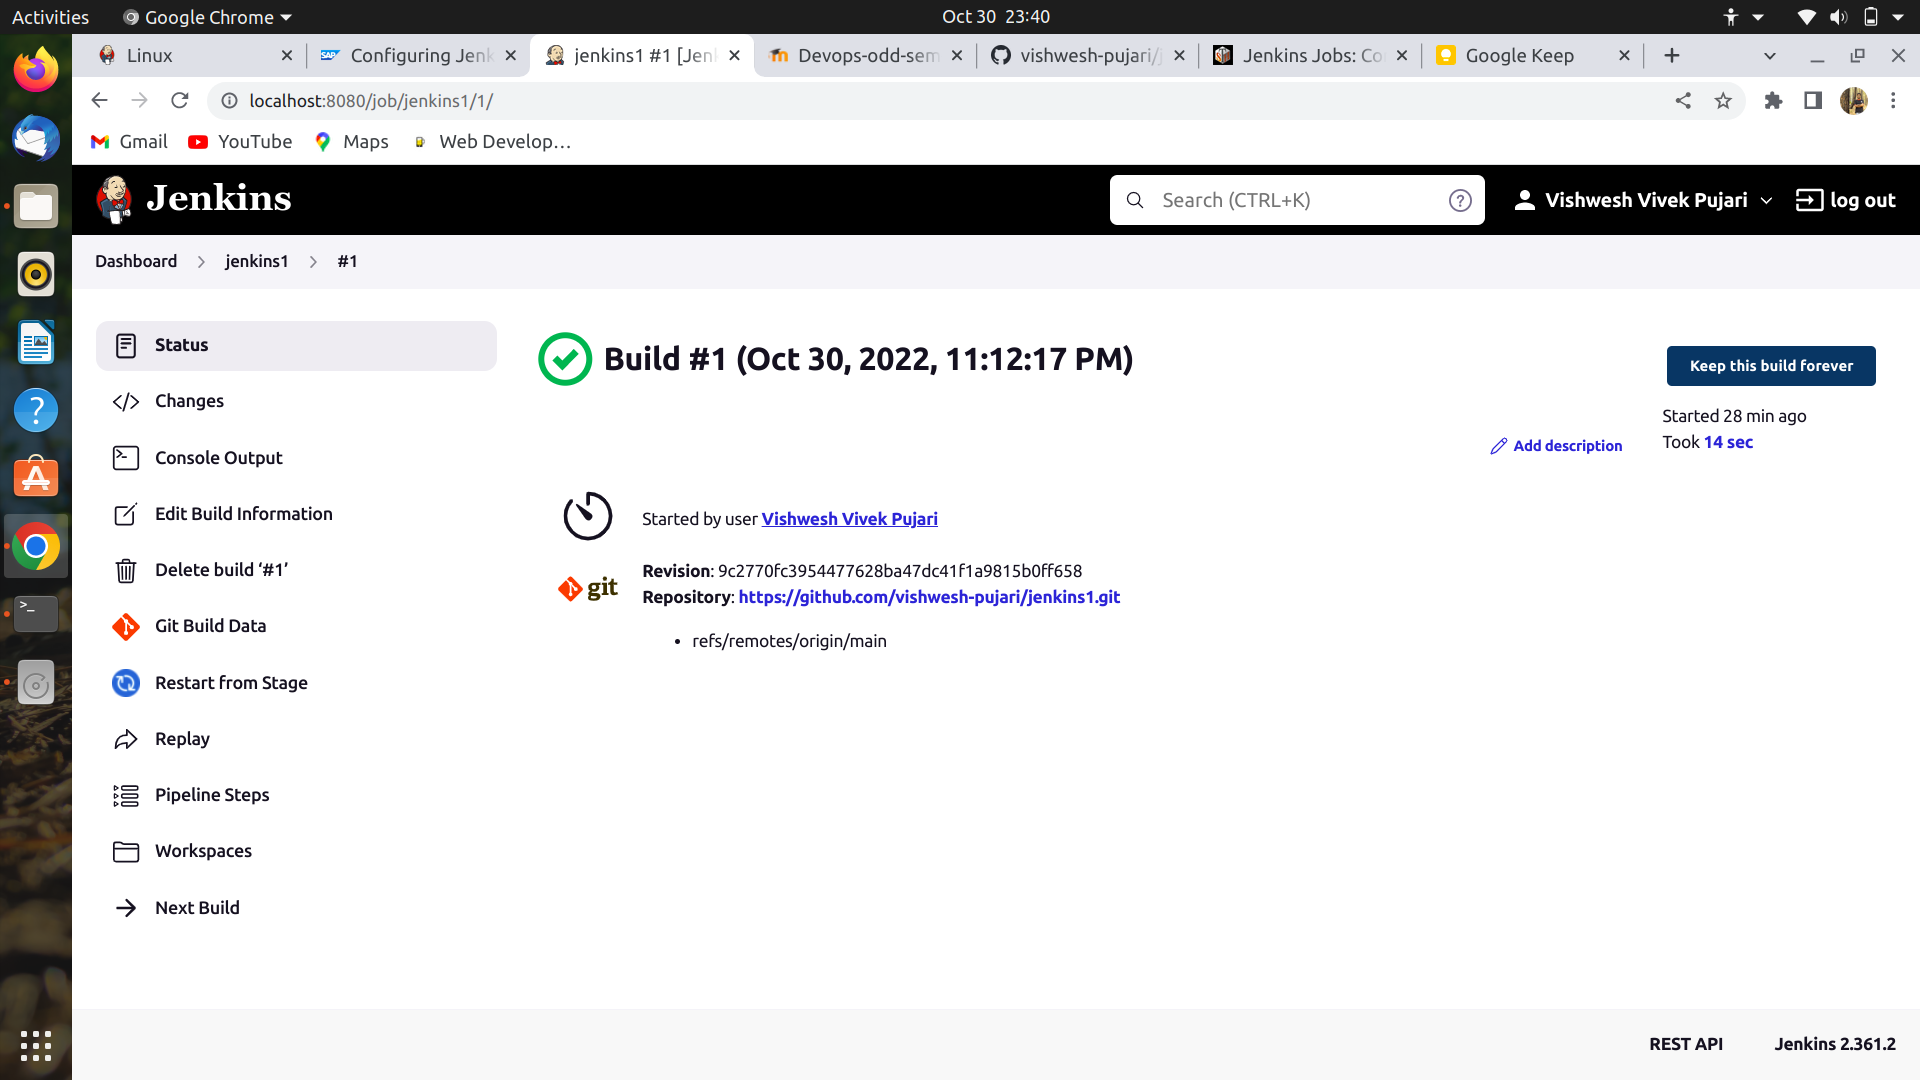 Activities
Google Chrome
Oct 30 23:40
Linux
Configuring Jenk
jenkins1 #1 [Jenk
Devops-odd-sem
vishwesh-pujari/j
Jenkins Jobs: Co
Google Keep
localhost:8080/job/jenkins1/1/
Gmail
YouTube
Maps
Web Develop...
Jenkins
Search (CTRL+K)
Vishwesh Vivek Pujari
log out
Dashboard
jenkins1
#1
Status
Changes
Console Output
Edit Build Information
Delete build ‘#1’
Git Build Data
Restart from Stage
Replay
Pipeline Steps
Workspaces
Next Build
Build #1 (Oct 30, 2022, 11:12:17 PM)
Keep this build forever
Started 28 min ago
Took 14 sec
Add description
Started by user Vishwesh Vivek Pujari
git
Revision: 9c2770fc3954477628ba47dc41f1a9815b0ff658
Repository: https://github.com/vishwesh-pujari/jenkins1.git
• refs/remotes/origin/main
REST API
Jenkins 2.361.2